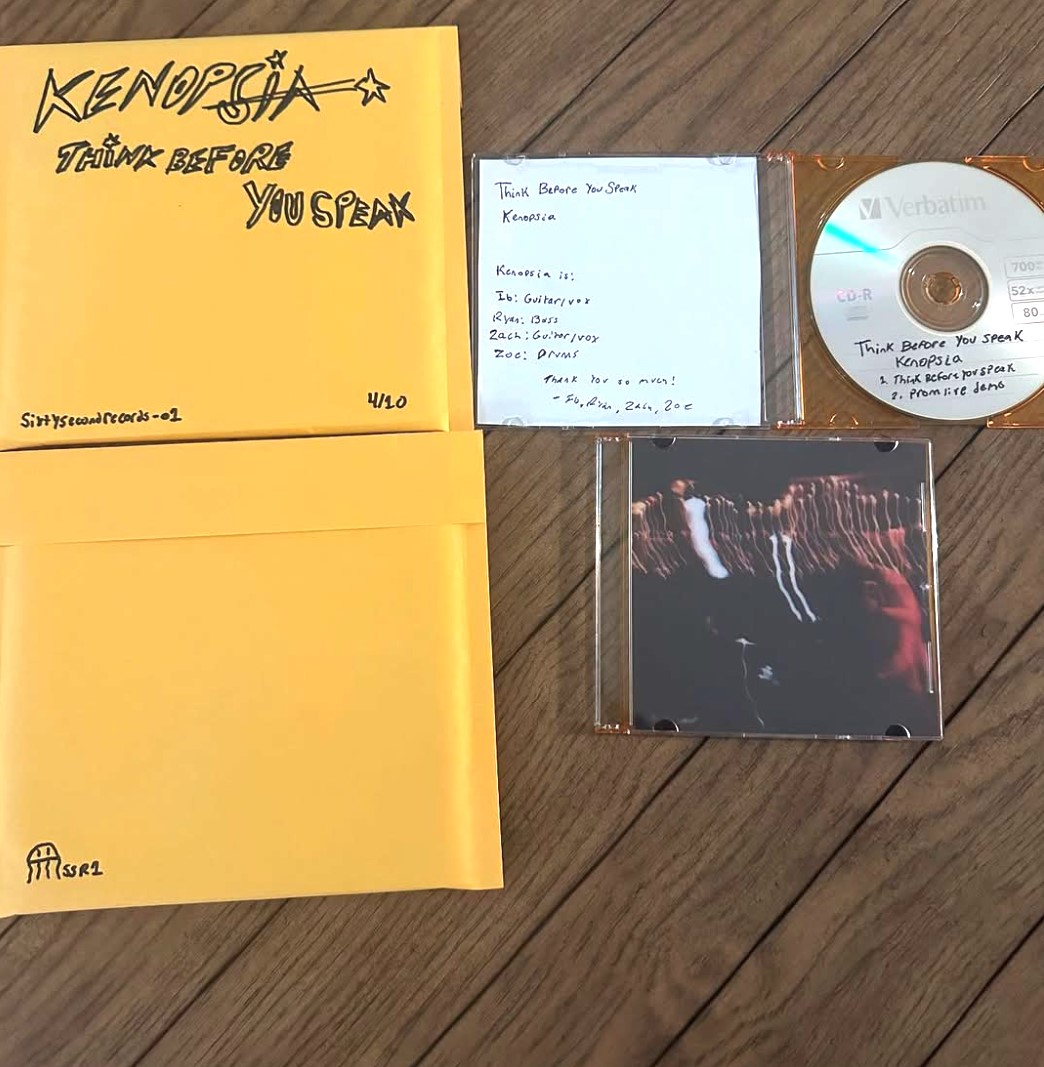 KENOPSiA
THiNK BEFORE
YOU SPEAK
4/10
Sixtysecondrecords-01
SSR1
Think Before You Speak
Kenopsia
Kenopsia is:
Ib: Guitar/vox
Ryan: Bass
Zach: Guitar/vox
Zoe: Drums
Thank You so much!
- Ib, Ryan, Zach, Zoe
Verbatim
CD-R
700
52x
80
Think Before You Speak
Kenopsia
1. Think Before you speak
2. Prom live demo